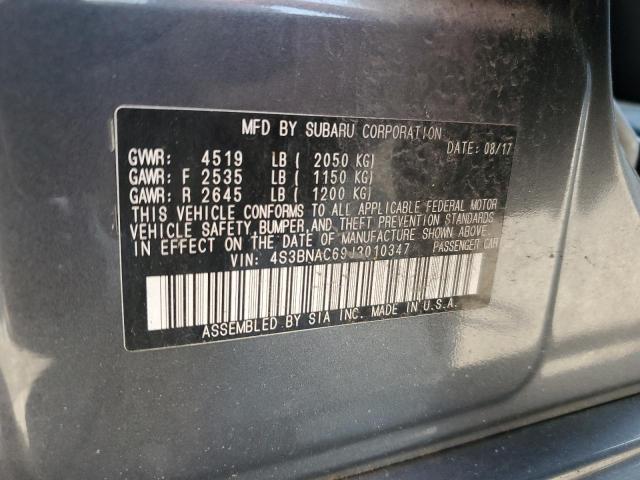 MFD BY SUBARU CORPORATION
DATE: 08/17
GVWR: 4519 LB ( 2050 KG)
GAWR: F 2535 LB ( 1150 KG)
GAWR: R 2645 LB ( 1200 KG)
THIS VEHICLE CONFORMS TO ALL APPLICABLE FEDERAL MOTOR
VEHICLE SAFETY, BUMPER, AND THEFT PREVENTION STANDARDS
IN EFFECT ON THE DATE OF MANUFACTURE SHOWN ABOVE.
VIN: 4S3BNAC69J3010347 PASSENGER CAR
ASSEMBLED BY SIA INC. MADE IN U.S.A.